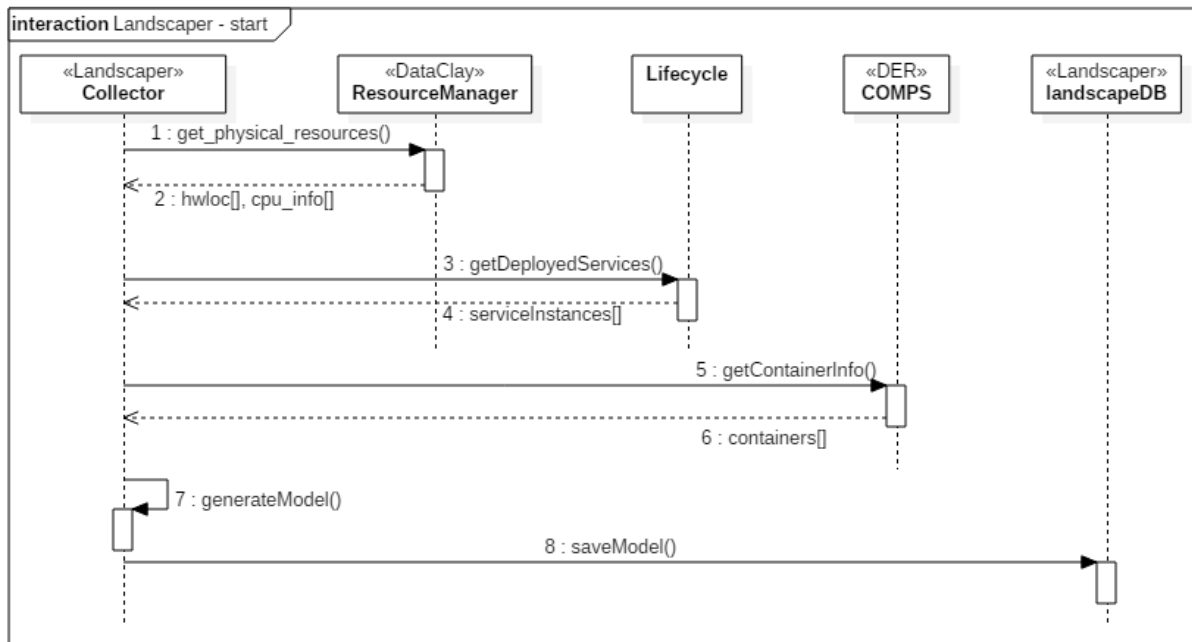 interaction Landscaper - start
«Landscaper»
Collector
«DataClay»
ResourceManager
Lifecycle
«DER»
COMPS
«Landscaper»
landscapeDB
1 : get_physical_resources()
2 : hwloc[], cpu_info[]
3 : getDeployedServices()
4 : serviceInstances[]
5 : getContainerInfo()
6 : containers[]
7 : generateModel()
8 : saveModel()